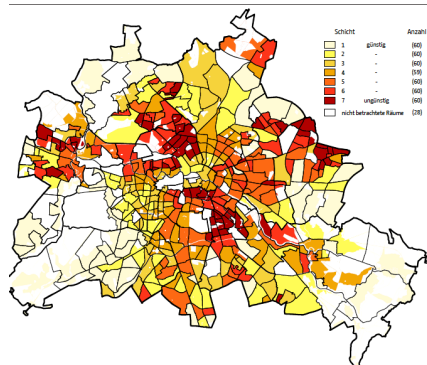 Schicht Anzahl
1 günstig (60)
2 - (60)
3 - (60)
4 - (59)
5 - (60)
6 - (60)
7 ungünstig (60)
nicht betrachtete Räume (28)